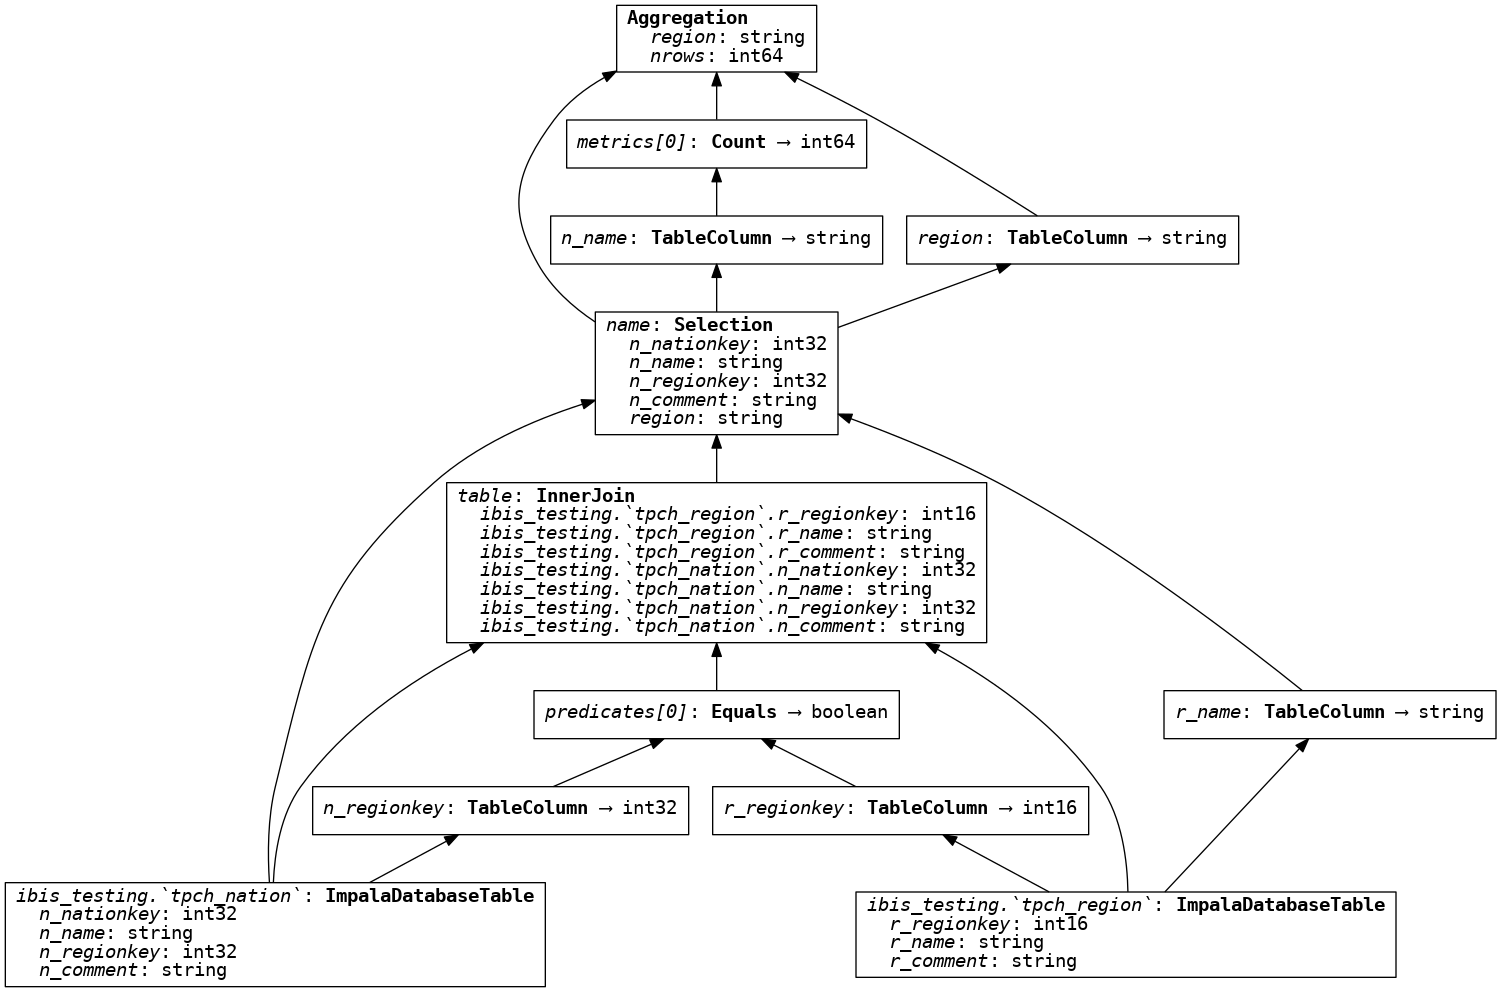 Aggregation
region: string
nrows: int64
metrics[0]: Count → int64
n_name: TableColumn → string
region: TableColumn → string
name: Selection
n_nationkey: int32
n_name: string
n_regionkey: int32
n_comment: string
region: string
table: InnerJoin
ibis_testing.`tpch_region`.r_regionkey: int16
ibis_testing.`tpch_region`.r_name: string
ibis_testing.`tpch_region`.r_comment: string
ibis_testing.`tpch_nation`.n_nationkey: int32
ibis_testing.`tpch_nation`.n_name: string
ibis_testing.`tpch_nation`.n_regionkey: int32
ibis_testing.`tpch_nation`.n_comment: string
predicates[0]: Equals → boolean
r_name: TableColumn → string
n_regionkey: TableColumn → int32
r_regionkey: TableColumn → int16
ibis_testing.`tpch_nation`: ImpalaDatabaseTable
n_nationkey: int32
n_name: string
n_regionkey: int32
n_comment: string
ibis_testing.`tpch_region`: ImpalaDatabaseTable
r_regionkey: int16
r_name: string
r_comment: string